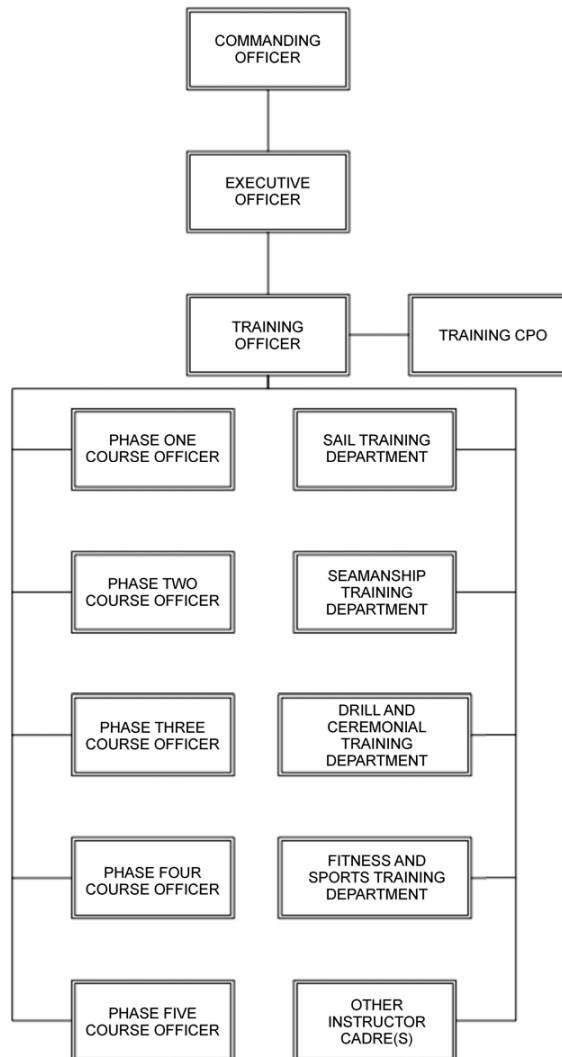 COMMANDING
OFFICER
EXECUTIVE
OFFICER
TRAINING
OFFICER
TRAINING CPO
PHASE ONE
COURSE OFFICER
SAIL TRAINING
DEPARTMENT
PHASE TWO
COURSE OFFICER
SEAMANSHIP
TRAINING
DEPARTMENT
PHASE THREE
COURSE OFFICER
DRILL AND
CEREMONIAL
TRAINING
DEPARTMENT
PHASE FOUR
COURSE OFFICER
FITNESS AND
SPORTS TRAINING
DEPARTMENT
PHASE FIVE
COURSE OFFICER
OTHER
INSTRUCTOR
CADRE(S)